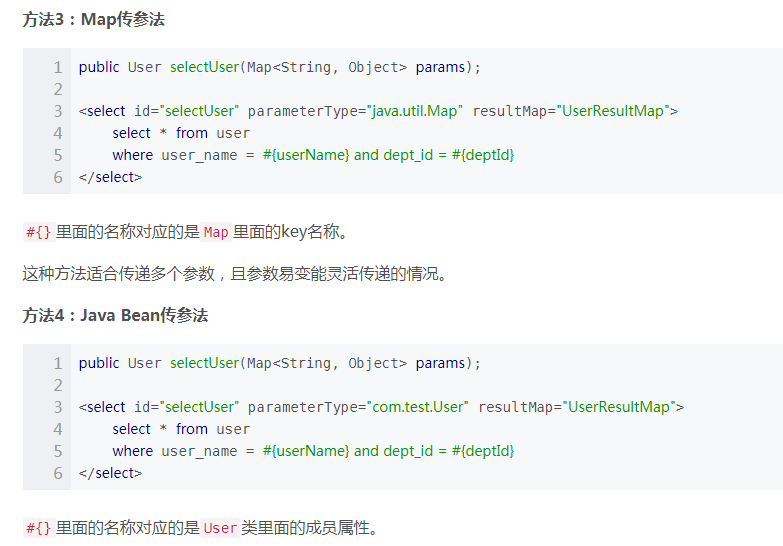 方法3：Map传参法
1 public User selectUser(Map<String, Object> params);
2
3 <select id="selectUser" parameterType="java.util.Map" resultMap="UserResultMap">
4     select * from user
5     where user_name = #{userName} and dept_id = #{deptId}
6 </select>
#{}里面的名称对应的是Map里面的key名称。
这种方法适合传递多个参数，且参数易变能灵活传递的情况。
方法4：Java Bean传参法
1 public User selectUser(Map<String, Object> params);
2
3 <select id="selectUser" parameterType="com.test.User" resultMap="UserResultMap">
4     select * from user
5     where user_name = #{userName} and dept_id = #{deptId}
6 </select>
#{}里面的名称对应的是User类里面的成员属性。